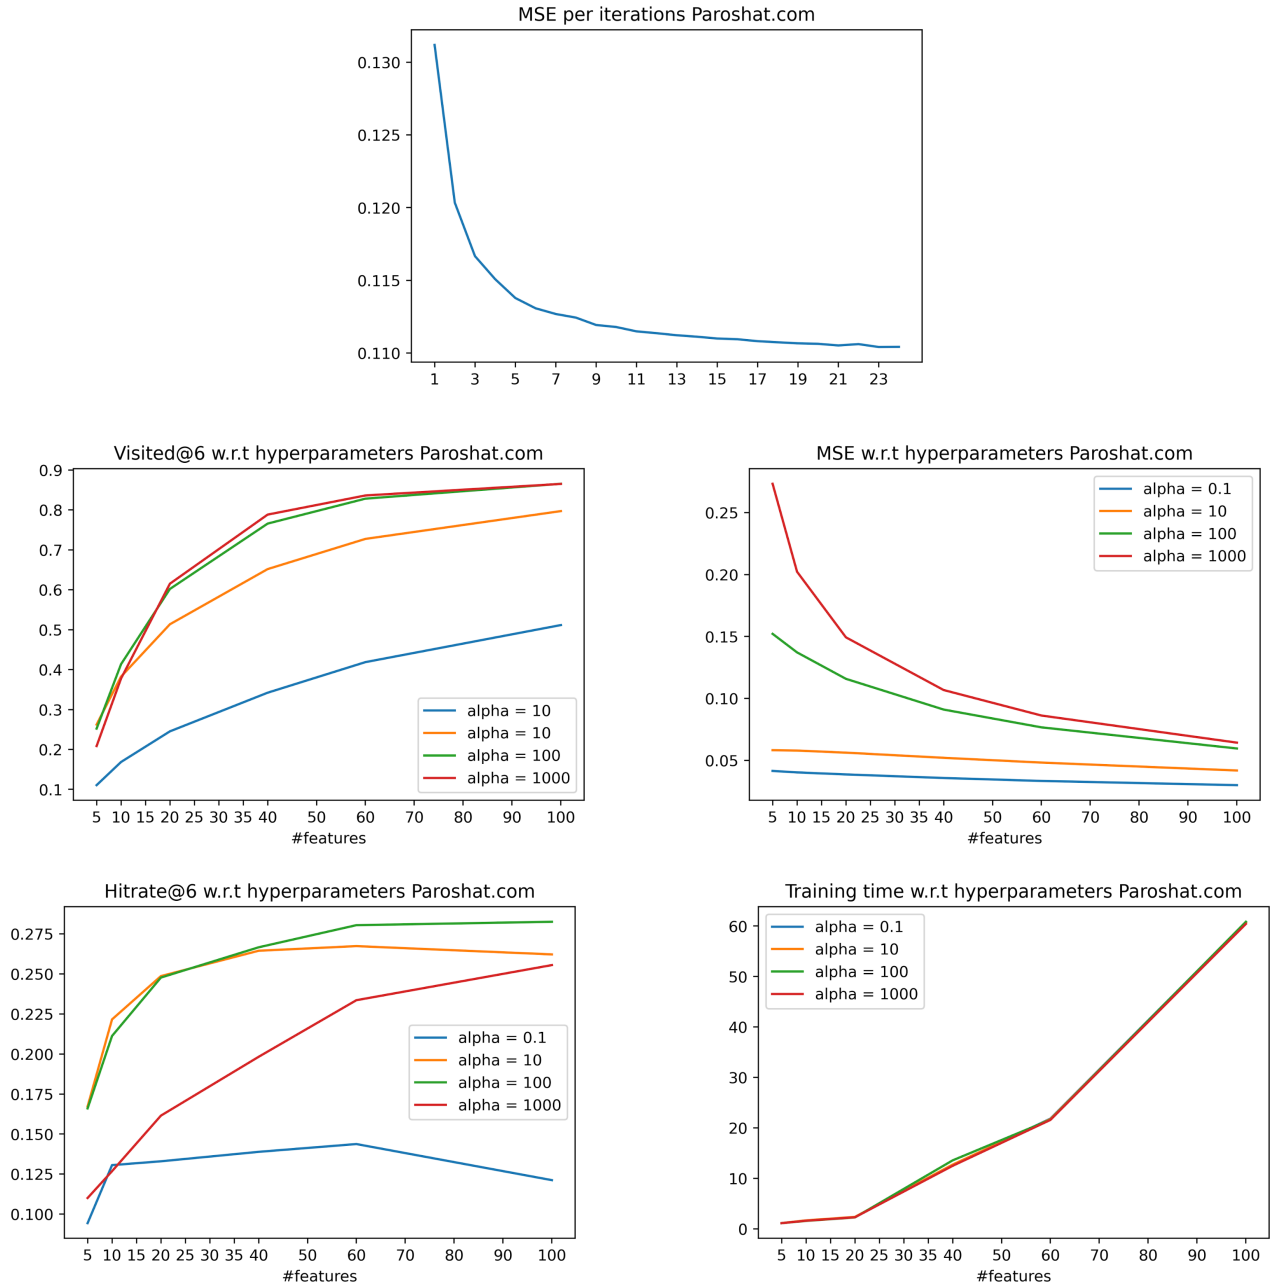 MSE per iterations Paroshat.com
0.130
0.125
0.120
0.115
0.110
1 3 5 7 9 11 13 15 17 19 21 23
Visited@6 w.r.t hyperparameters Paroshat.com
0.9
0.8
0.7
0.6
0.5
0.4
0.3
0.2
0.1
alpha = 10
alpha = 10
alpha = 100
alpha = 1000
5 10 15 20 25 30 35 40 50 60 70 80 90 100
#features
MSE w.r.t hyperparameters Paroshat.com
alpha = 0.1
alpha = 10
alpha = 100
alpha = 1000
0.25
0.20
0.15
0.10
0.05
5 10 15 20 25 30 35 40 50 60 70 80 90 100
#features
Hitrate@6 w.r.t hyperparameters Paroshat.com
0.275
0.250
0.225
0.200
0.175
0.150
0.125
0.100
alpha = 0.1
alpha = 10
alpha = 100
alpha = 1000
5 10 15 20 25 30 35 40 50 60 70 80 90 100
#features
Training time w.r.t hyperparameters Paroshat.com
alpha = 0.1
alpha = 10
alpha = 100
alpha = 1000
60
50
40
30
20
10
0
5 10 15 20 25 30 35 40 50 60 70 80 90 100
#features